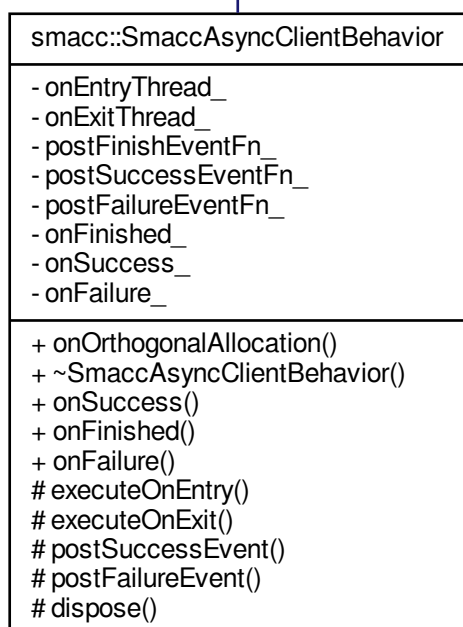 smacc::SmaccAsyncClientBehavior
- onEntryThread_
- onExitThread_
- postFinishEventFn_
- postSuccessEventFn_
- postFailureEventFn_
- onFinished_
- onSuccess_
- onFailure_
+ onOrthogonalAllocation()
+ ~SmaccAsyncClientBehavior()
+ onSuccess()
+ onFinished()
+ onFailure()
# executeOnEntry()
# executeOnExit()
# postSuccessEvent()
# postFailureEvent()
# dispose()